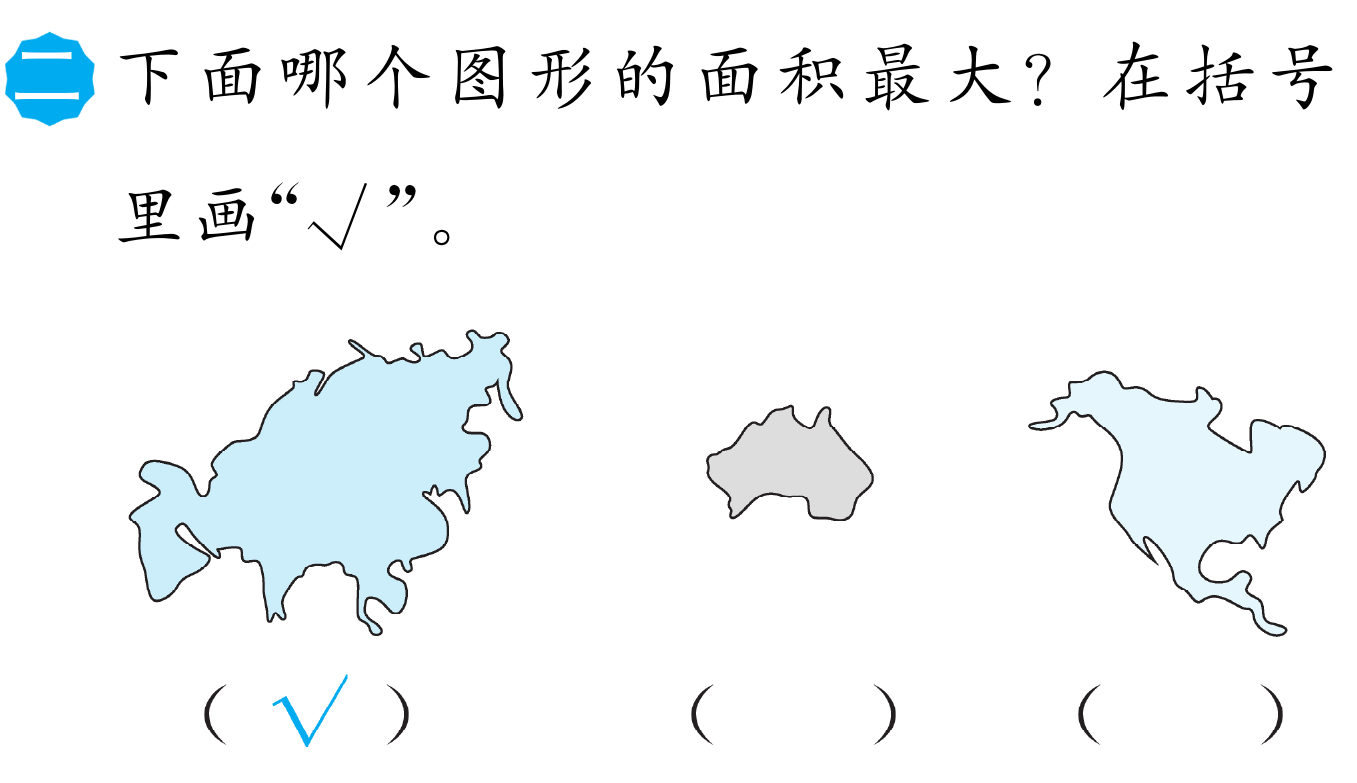 二 下面哪个图形的面积最大？在括号
里画“√”。
（ √ ） （ ） （ ）